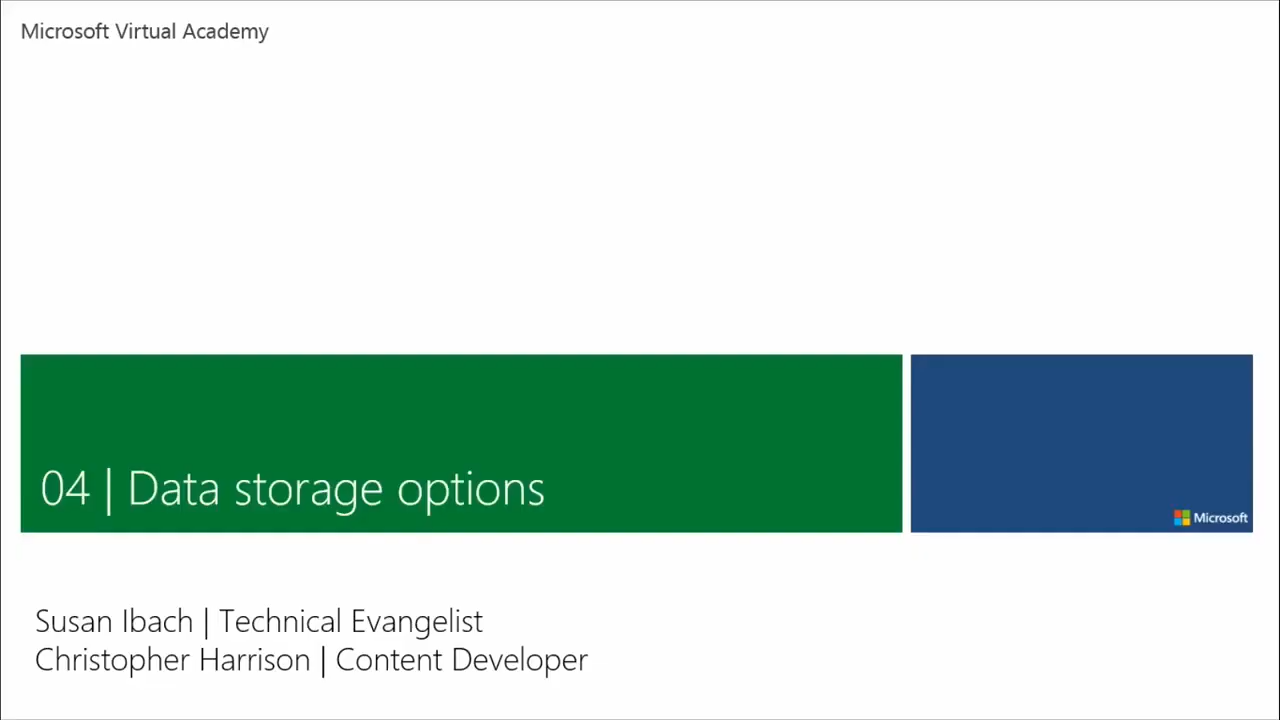 Microsoft Virtual Academy
04 | Data storage options
Microsoft
Susan Ibach | Technical Evangelist
Christopher Harrison | Content Developer